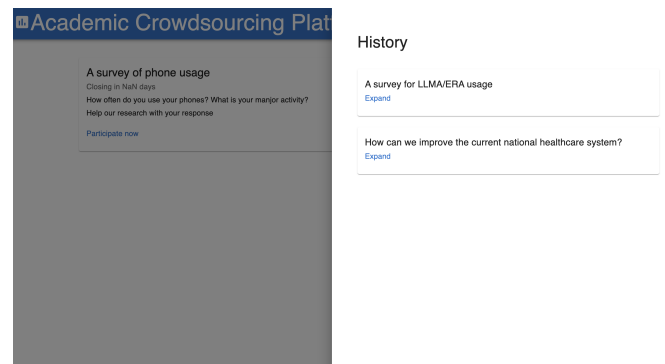 Academic Crowdsourcing Plat
A survey of phone usage
Closing in NaN days
How often do you use your phones? What is your manjor activity?
Help our research with your response
Participate now
History
A survey for LLMA/ERA usage
Expand
How can we improve the current national healthcare system?
Expand